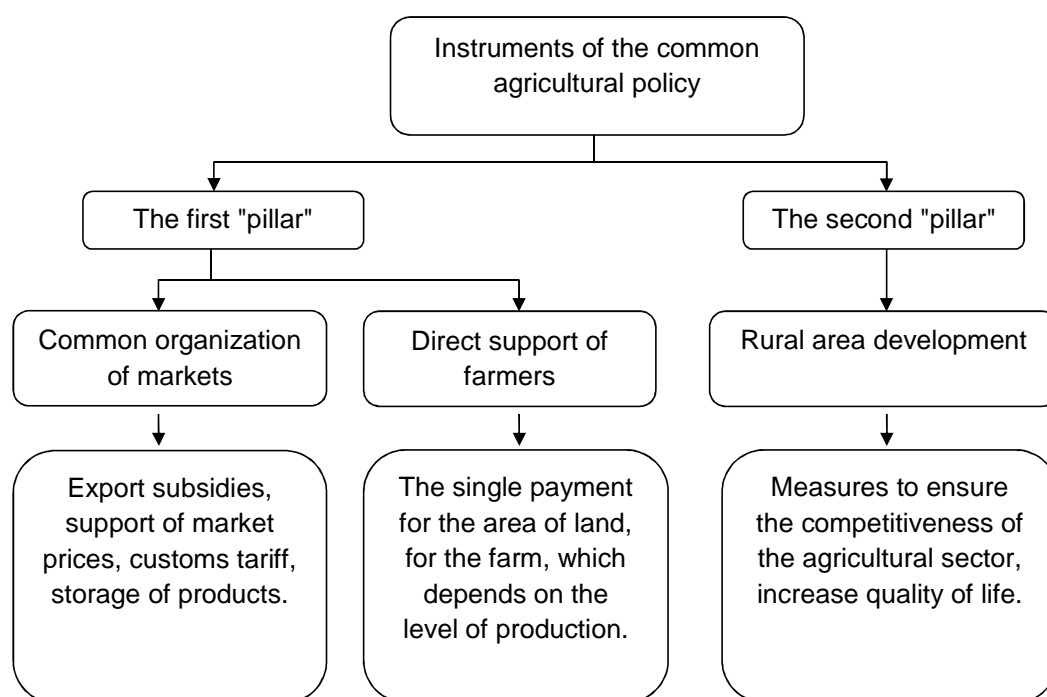 Instruments of the common
agricultural policy
The first "pillar"
The second "pillar"
Common organization
of markets
Direct support of
farmers
Rural area development
Export subsidies,
support of market
prices, customs tariff,
storage of products.
The single payment
for the area of land,
for the farm, which
depends on the
level of production.
Measures to ensure
the competitiveness of
the agricultural sector,
increase quality of life.